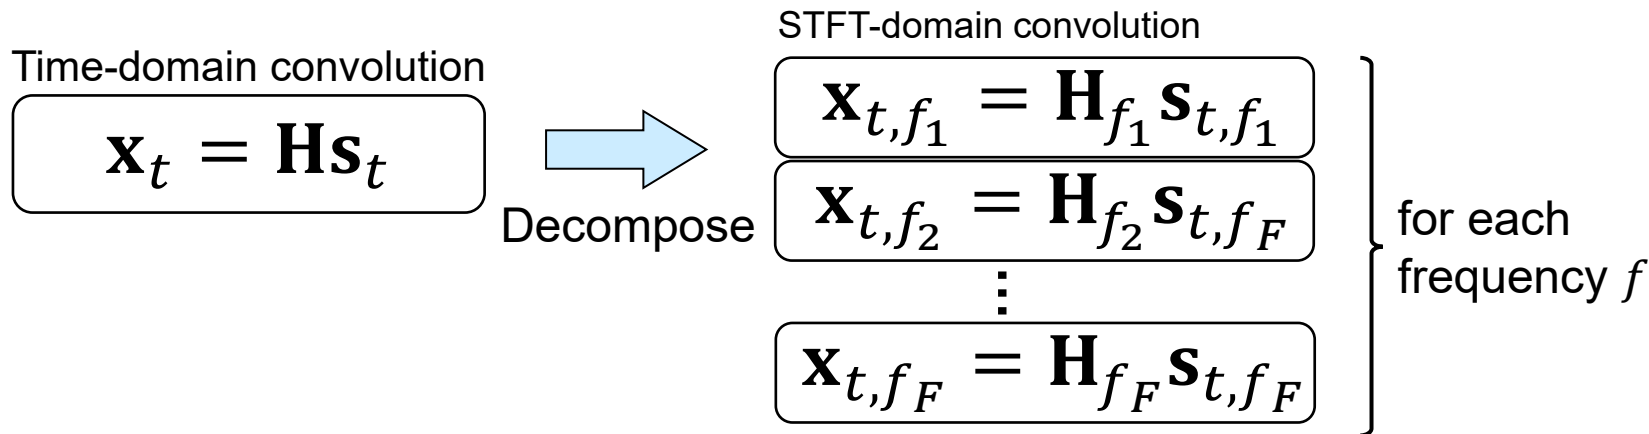 Time-domain convolution
𝐱_t = 𝐇𝐬_t
Decompose
STFT-domain convolution
𝐱_{t,f_1} = 𝐇_{f_1} 𝐬_{t,f_1}
𝐱_{t,f_2} = 𝐇_{f_2} 𝐬_{t,f_F}
⋮
𝐱_{t,f_F} = 𝐇_{f_F} 𝐬_{t,f_F}
for each
frequency f